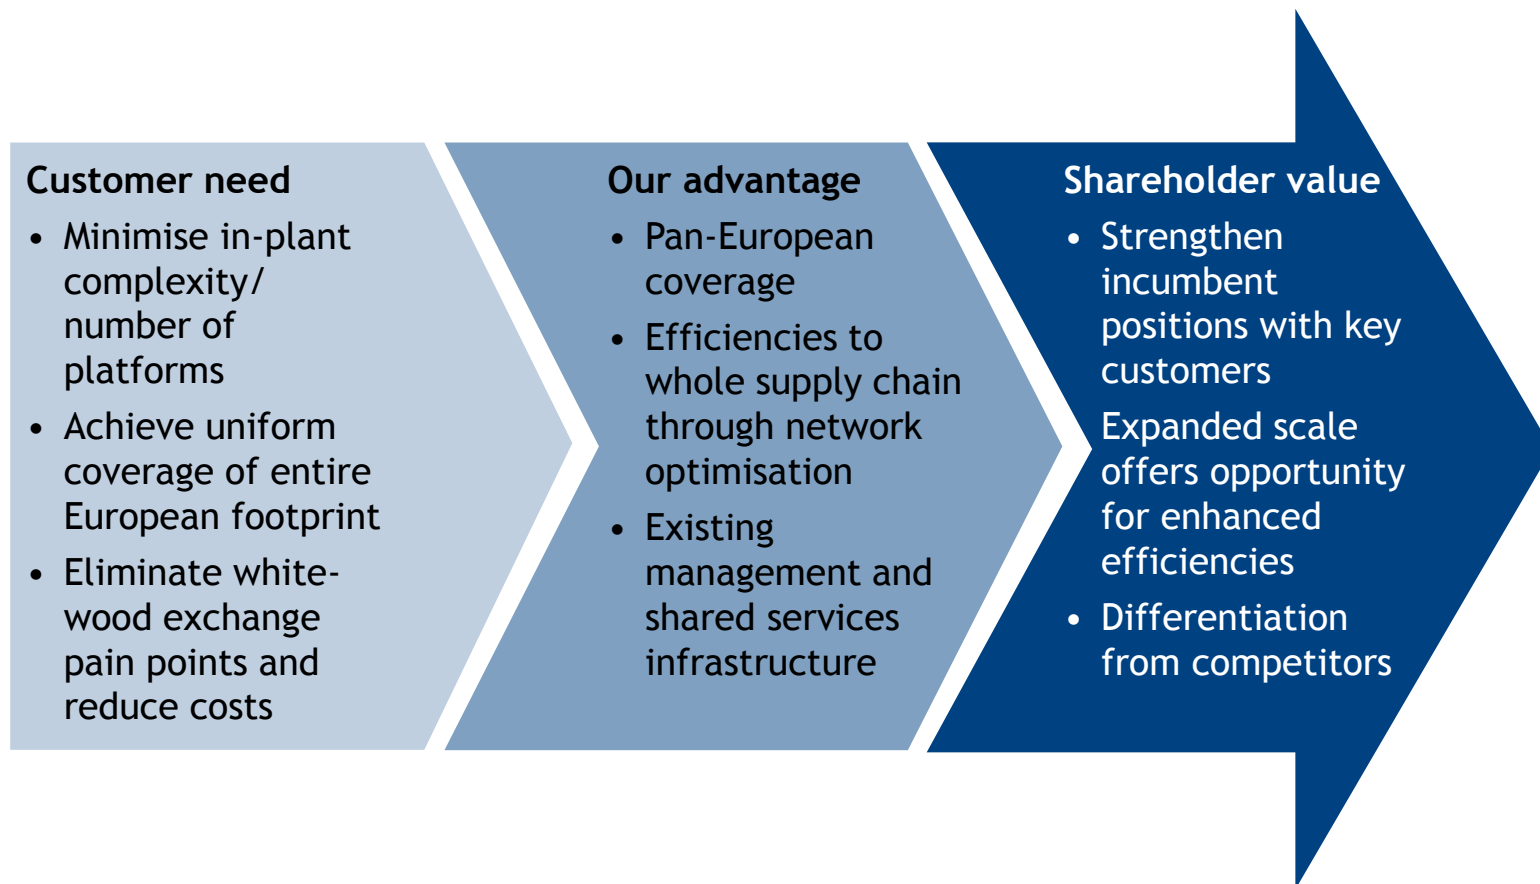 Customer need
• Minimise in-plant
complexity/
number of
platforms
• Achieve uniform
coverage of entire
European footprint
• Eliminate white-
wood exchange
pain points and
reduce costs
Our advantage
• Pan-European
coverage
• Efficiencies to
whole supply chain
through network
optimisation
• Existing
management and
shared services
infrastructure
Shareholder value
• Strengthen
incumbent
positions with key
customers
Expanded scale
offers opportunity
for enhanced
efficiencies
• Differentiation
from competitors